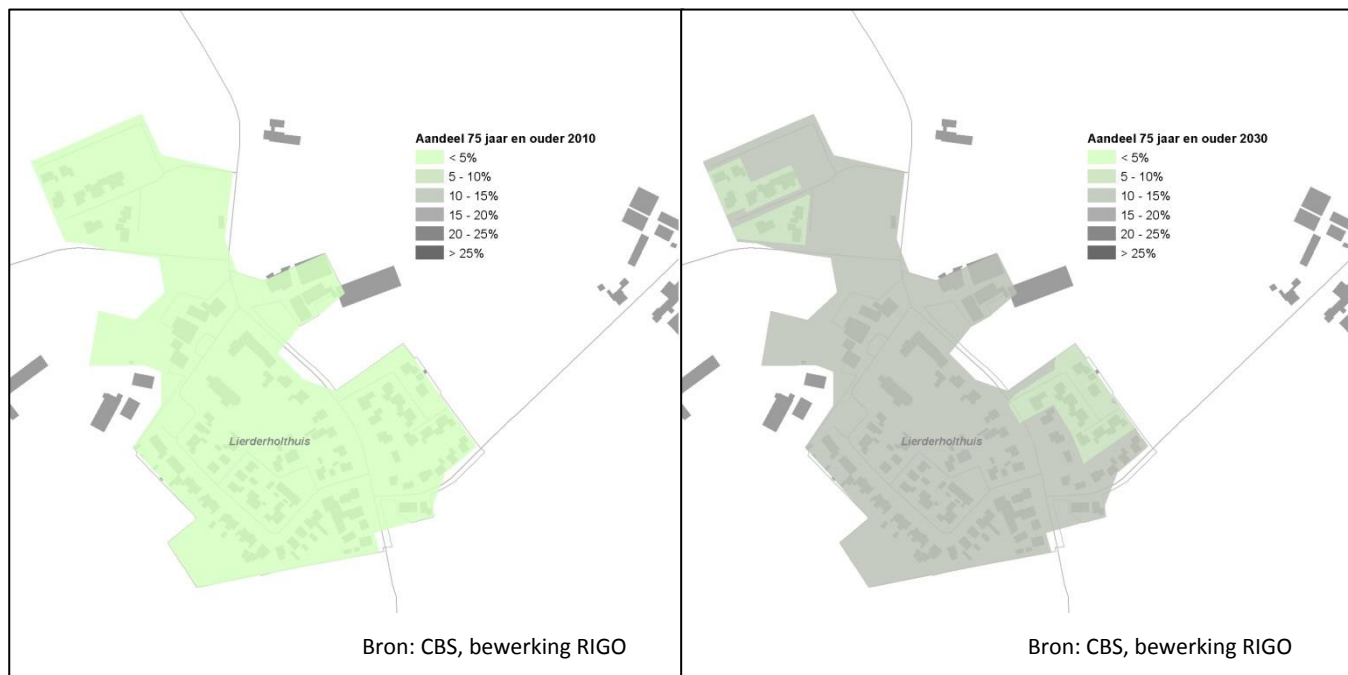 Aandeel 75 jaar en ouder 2010
< 5%
5 - 10%
10 - 15%
15 - 20%
20 - 25%
> 25%
Lierderholthuis
Bron: CBS, bewerking RIGO
Aandeel 75 jaar en ouder 2030
< 5%
5 - 10%
10 - 15%
15 - 20%
20 - 25%
> 25%
Lierderholthuis
Bron: CBS, bewerking RIGO